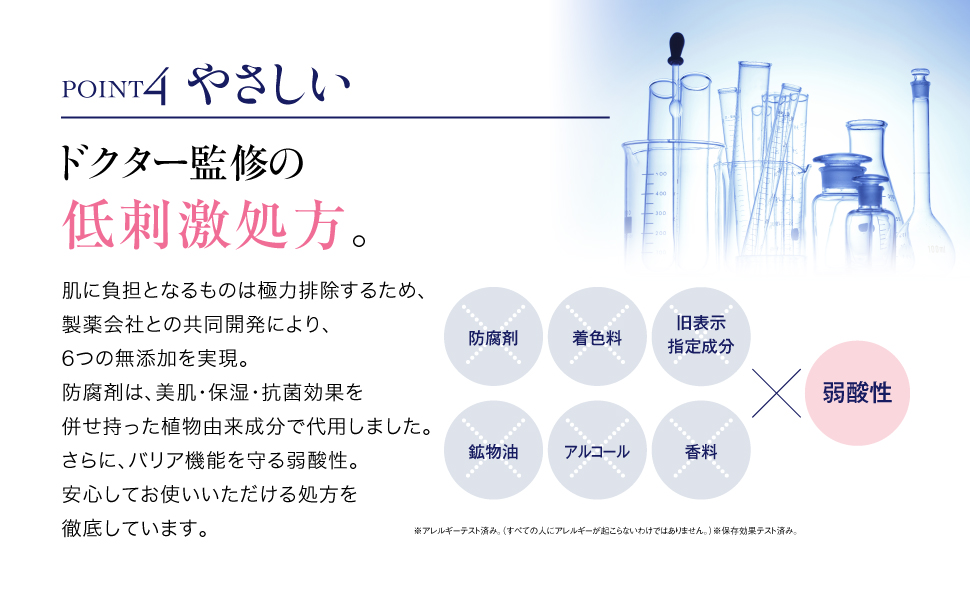 POINT4 やさしい
ドクター監修の
低刺激処方。
肌に負担となるものは極力排除するため、
製薬会社との共同開発により、
6つの無添加を実現。
防腐剤は、美肌・保湿・抗菌効果を
併せ持った植物由来成分で代用しました。
さらに、バリア機能を守る弱酸性。
安心してお使いいただける処方を
徹底しています。
防腐剤
着色料
旧表示
指定成分
鉱物油
アルコール
香料
弱酸性
※アレルギーテスト済み。(すべての人にアレルギーが起こらないわけではありません。)※保存効果テスト済み。